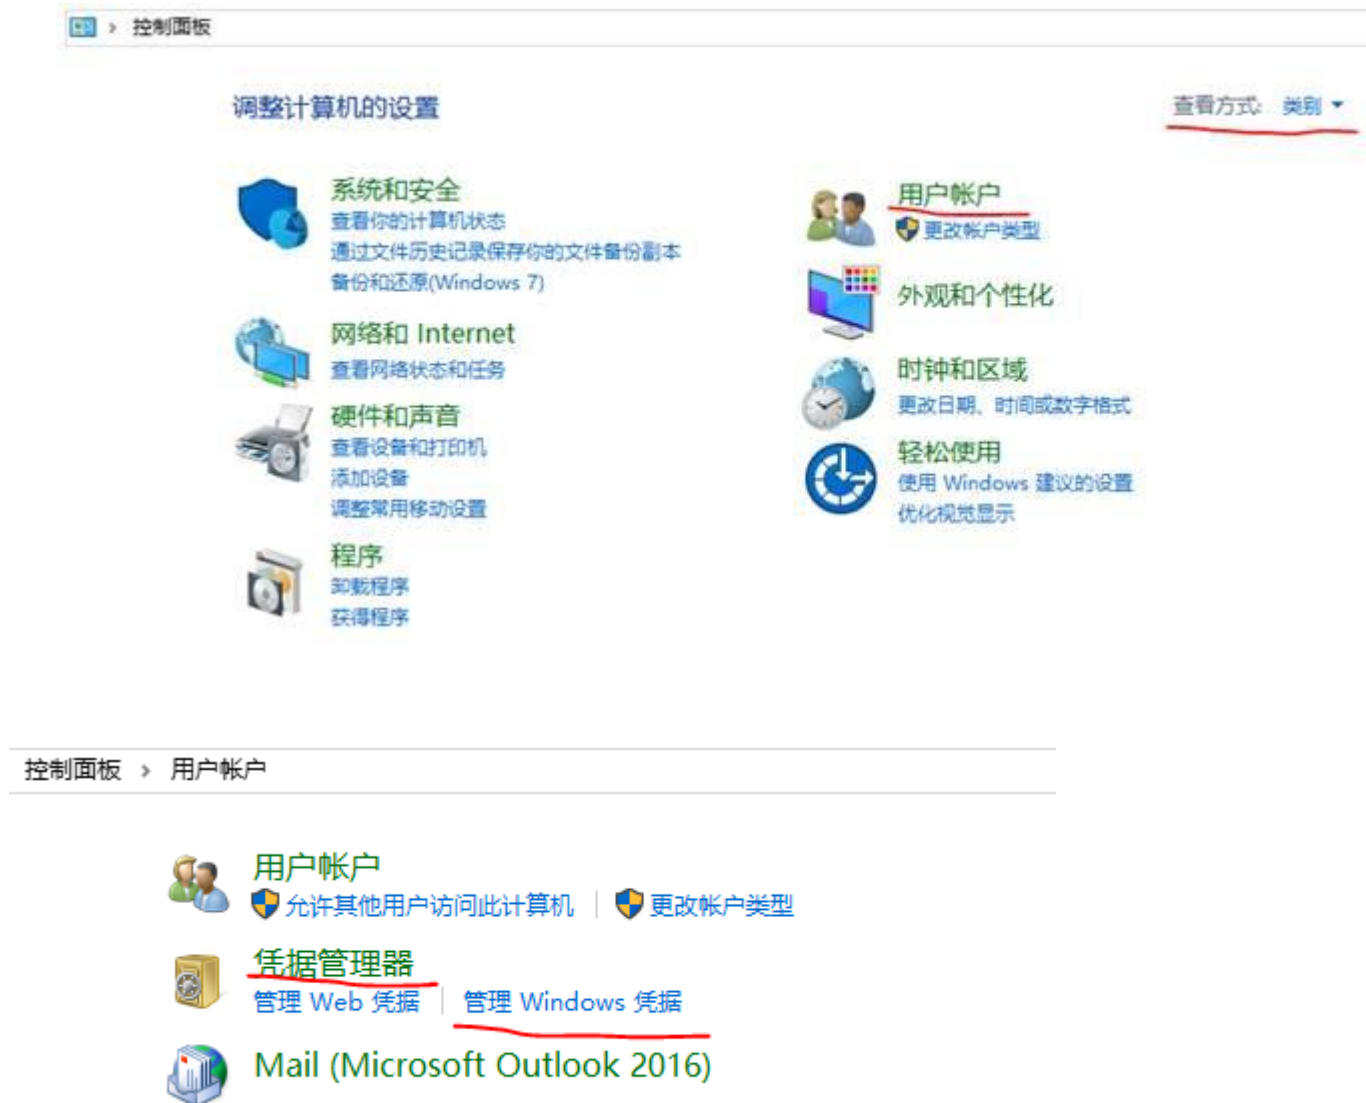 控制面板
调整计算机的设置
查看方式: 类别
系统和安全
查看你的计算机状态
通过文件历史记录保存你的文件备份副本
备份和还原(Windows 7)
网络和 Internet
查看网络状态和任务
硬件和声音
查看设备和打印机
添加设备
调整常用移动设置
程序
卸载程序
获得程序
用户帐户
更改帐户类型
外观和个性化
时钟和区域
更改日期、时间或数字格式
轻松使用
使用 Windows 建议的设置
优化视觉显示
控制面板 > 用户帐户
用户帐户
允许其他用户访问此计算机 更改帐户类型
凭据管理器
管理 Web 凭据 管理 Windows 凭据
Mail (Microsoft Outlook 2016)